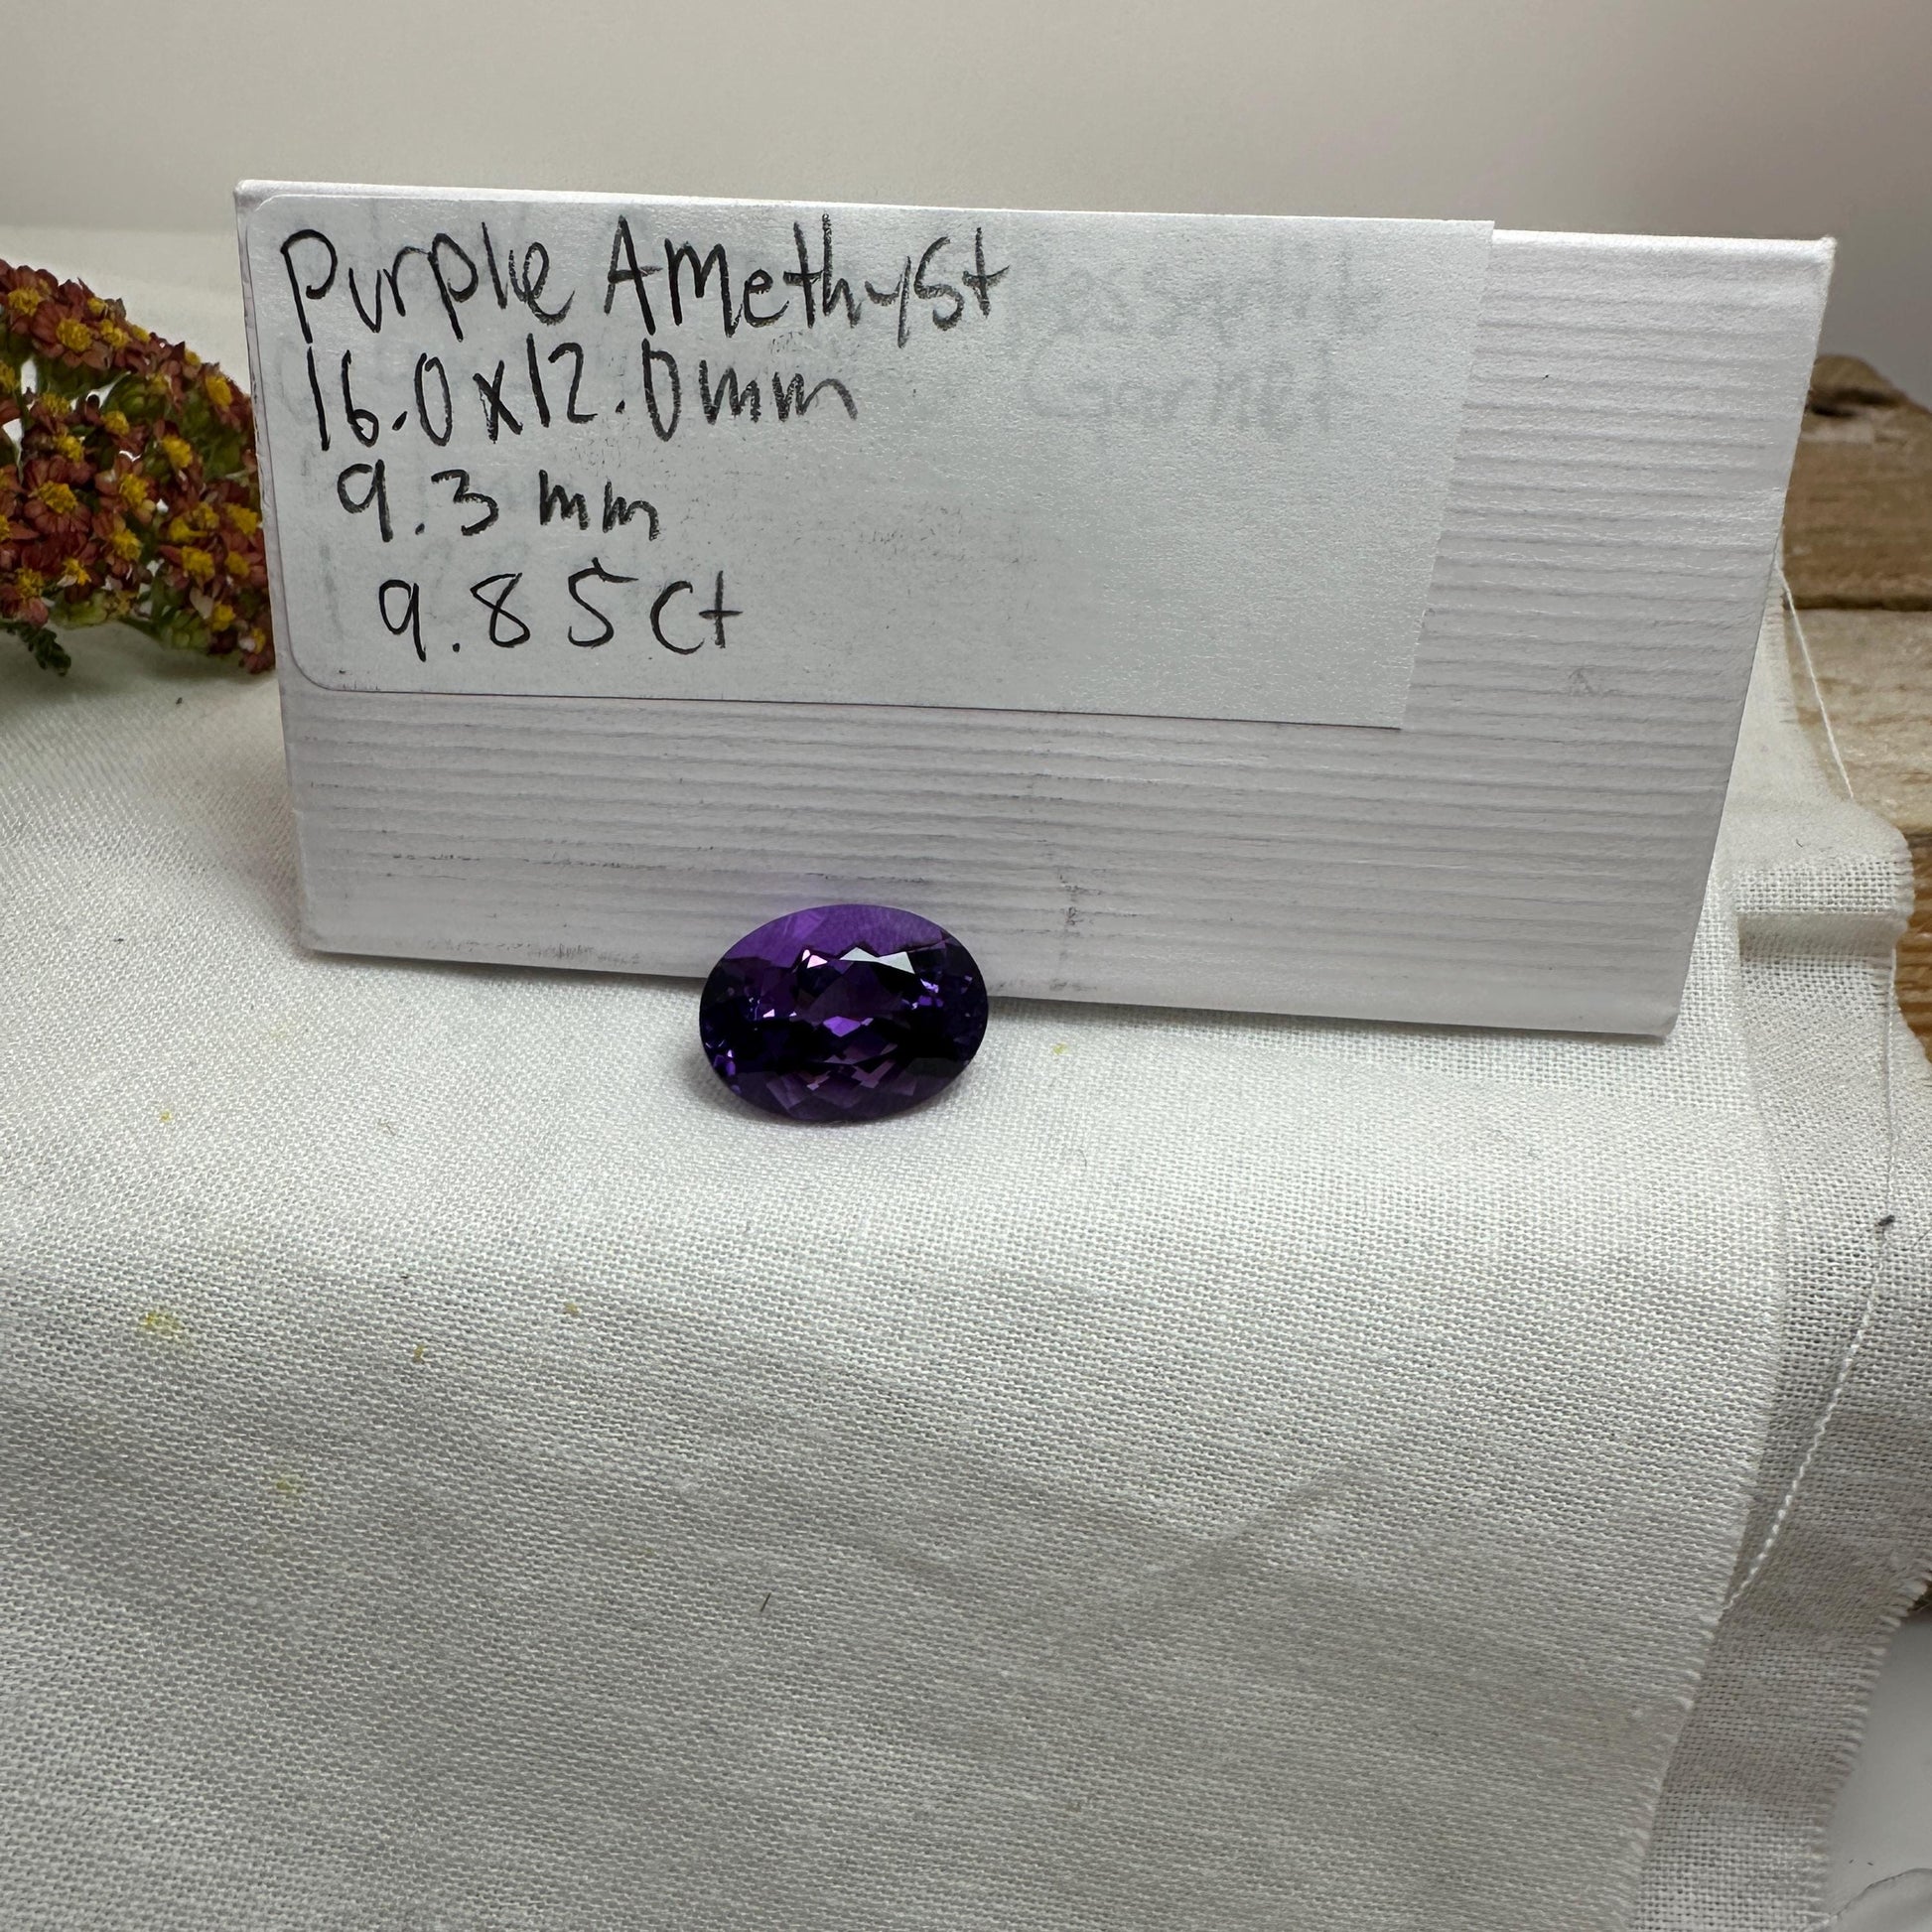 Purple Amethyst
16.0x12.0mm
9.3mm
9.85ct